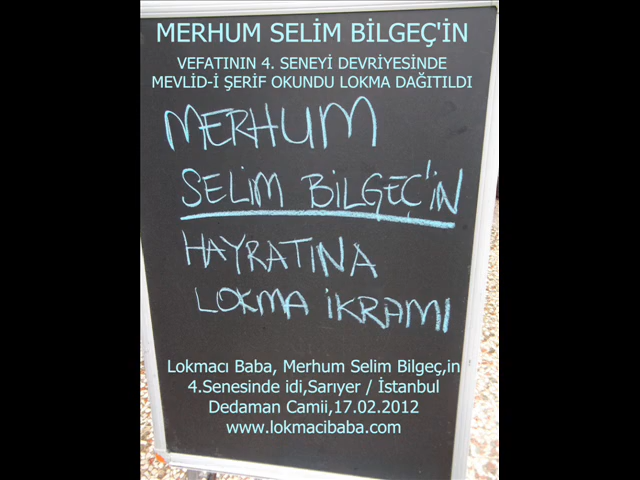 MERHUM SELİM BİLGEÇ'İN
VEFATININ 4. SENEYİ DEVRİYESİNDE
MEVLİD-İ ŞERİF OKUNDU LOKMA DAĞITILDI
MERHUM
SELİM BİLGEÇ'İN
HAYRATINA
LOKMA İKRAMI
Lokmacı Baba, Merhum Selim Bilgeç,in
4.Senesinde idi,Sarıyer / İstanbul
Dedaman Camii,17.02.2012
www.lokmacibaba.com